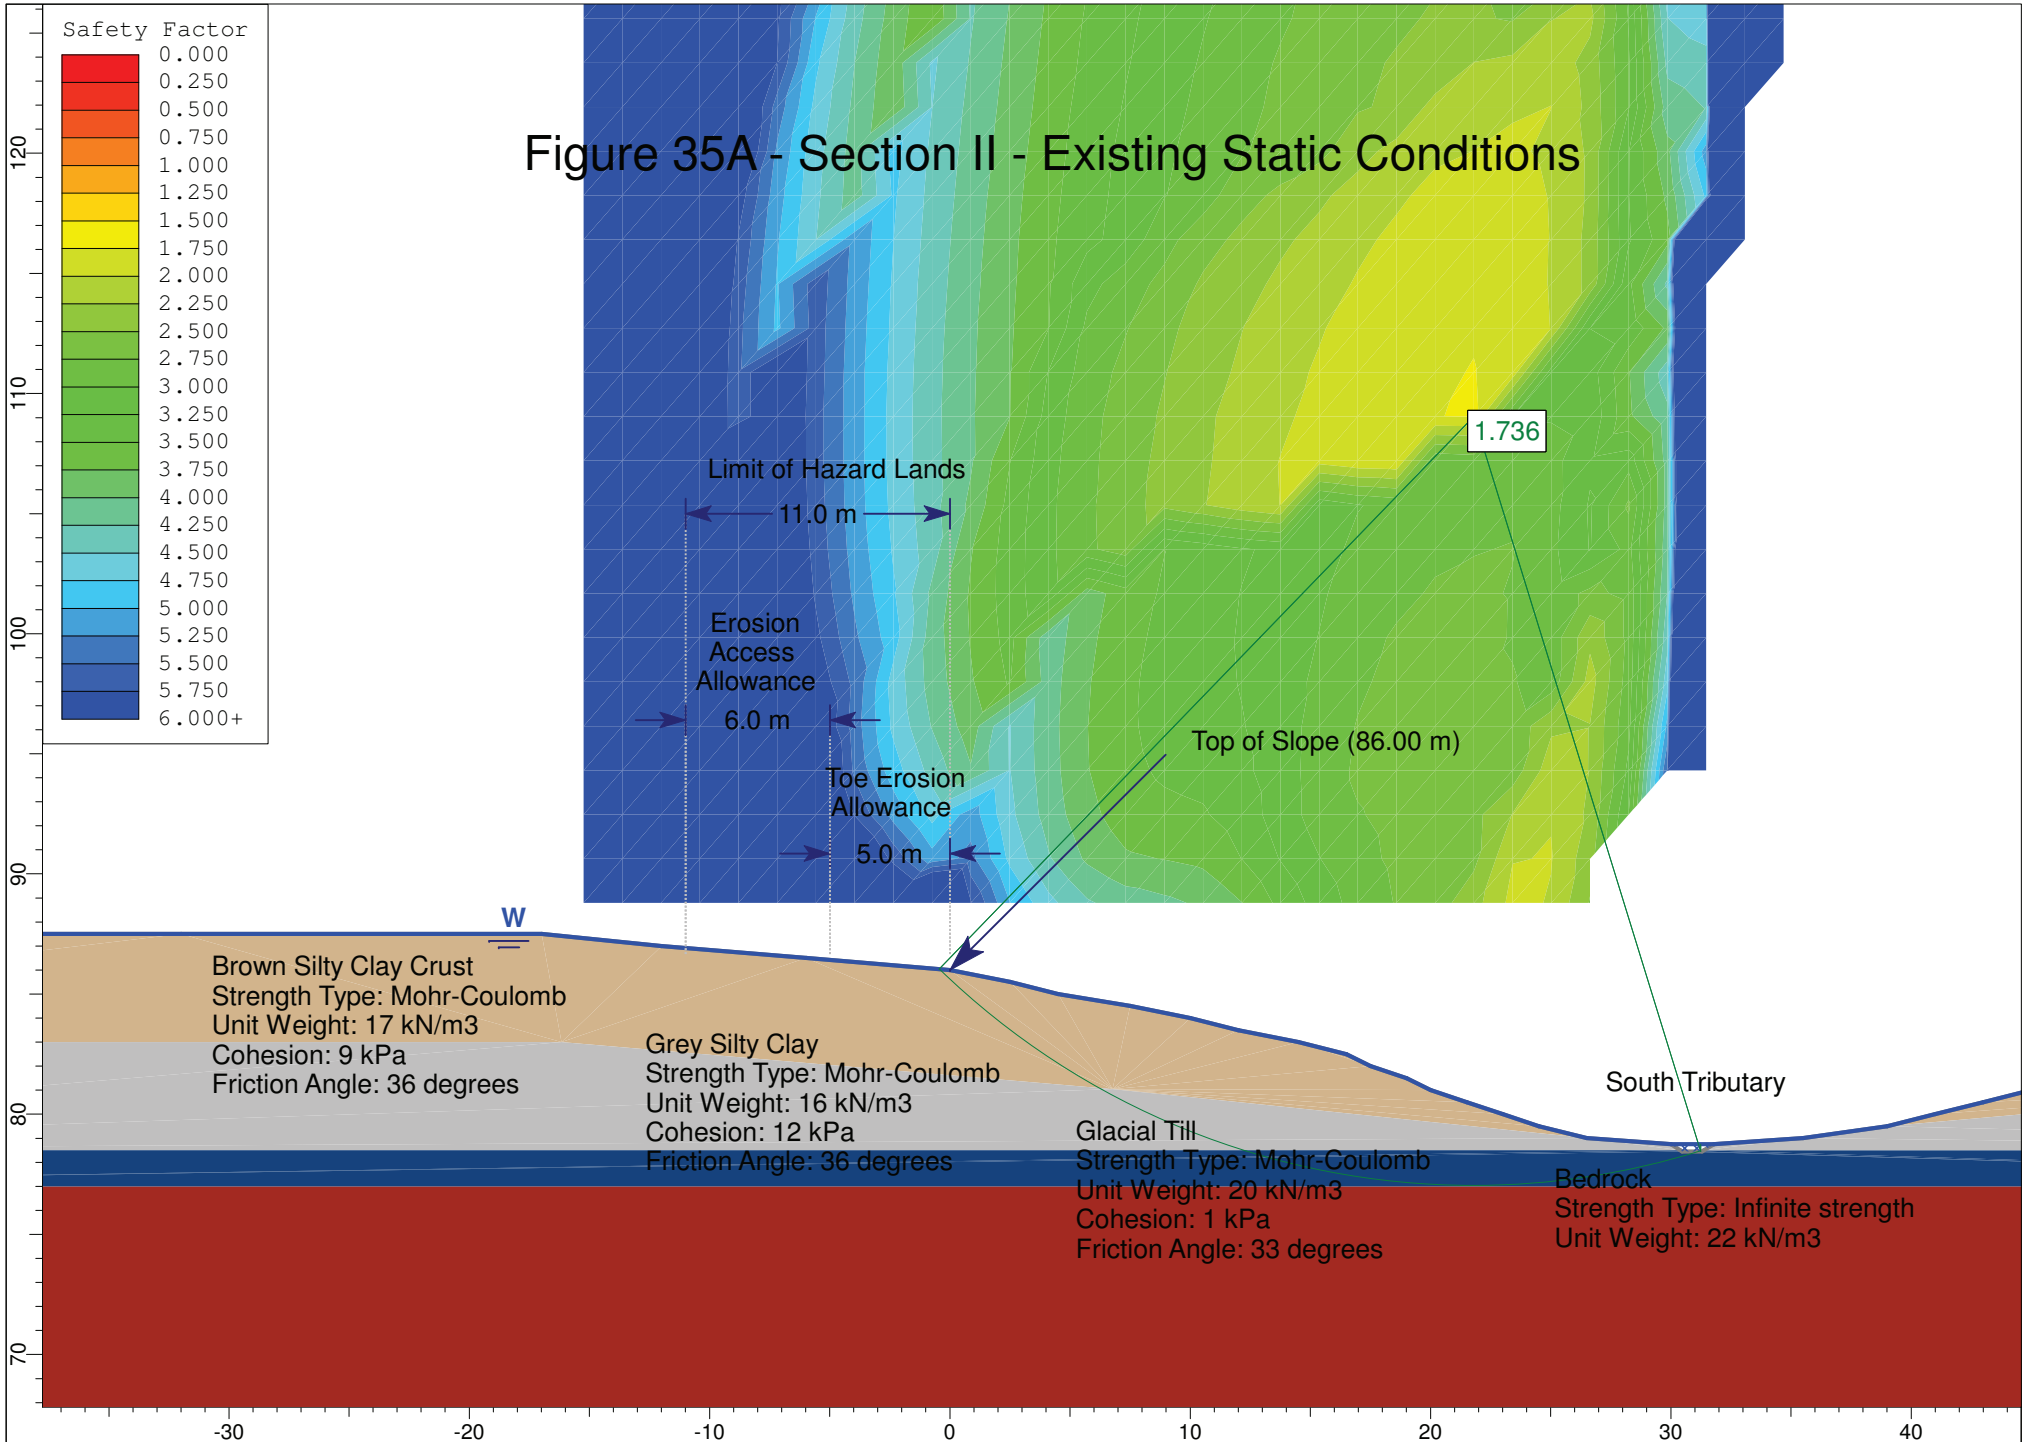 Safety Factor
0.000
0.250
0.500
0.750
1.000
1.250
1.500
1.750
2.000
2.250
2.500
2.750
3.000
3.250
3.500
3.750
4.000
4.250
4.500
4.750
5.000
5.250
5.500
5.750
6.000+
Figure 35A - Section II - Existing Static Conditions
1.736
Limit of Hazard Lands
11.0 m
Erosion
Access
Allowance
6.0 m
Top of Slope (86.00 m)
Toe Erosion
Allowance
5.0 m
W
Brown Silty Clay Crust
Strength Type: Mohr-Coulomb
Unit Weight: 17 kN/m3
Cohesion: 9 kPa
Friction Angle: 36 degrees
Grey Silty Clay
Strength Type: Mohr-Coulomb
Unit Weight: 16 kN/m3
Cohesion: 12 kPa
Friction Angle: 36 degrees
South Tributary
Glacial Till
Strength Type: Mohr-Coulomb
Unit Weight: 20 kN/m3
Cohesion: 1 kPa
Friction Angle: 33 degrees
Bedrock
Strength Type: Infinite strength
Unit Weight: 22 kN/m3
120
110
100
90
80
70
-30
-20
-10
0
10
20
30
40